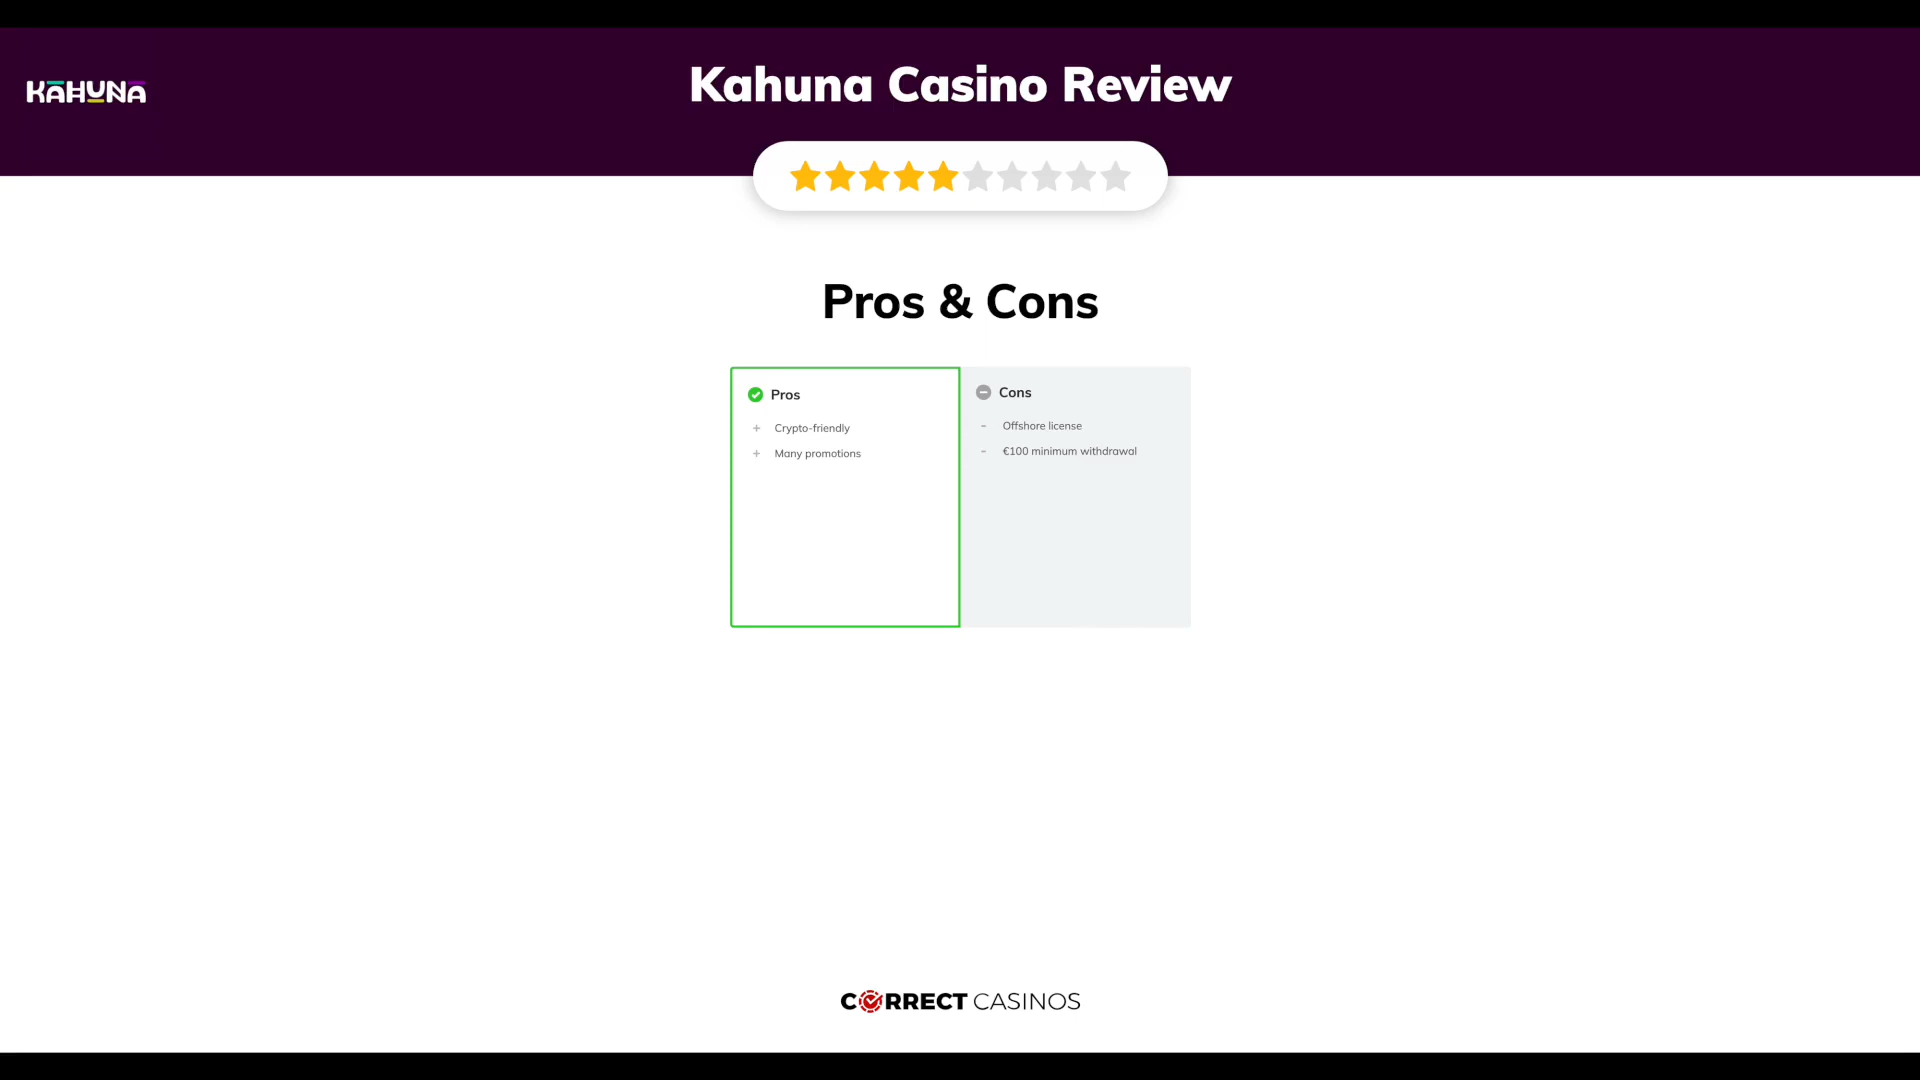 KAHUNA
Kahuna Casino Review
Pros & Cons
Pros
+ Crypto-friendly
+ Many promotions
Cons
- Offshore license
- €100 minimum withdrawal
CORRECT CASINOS